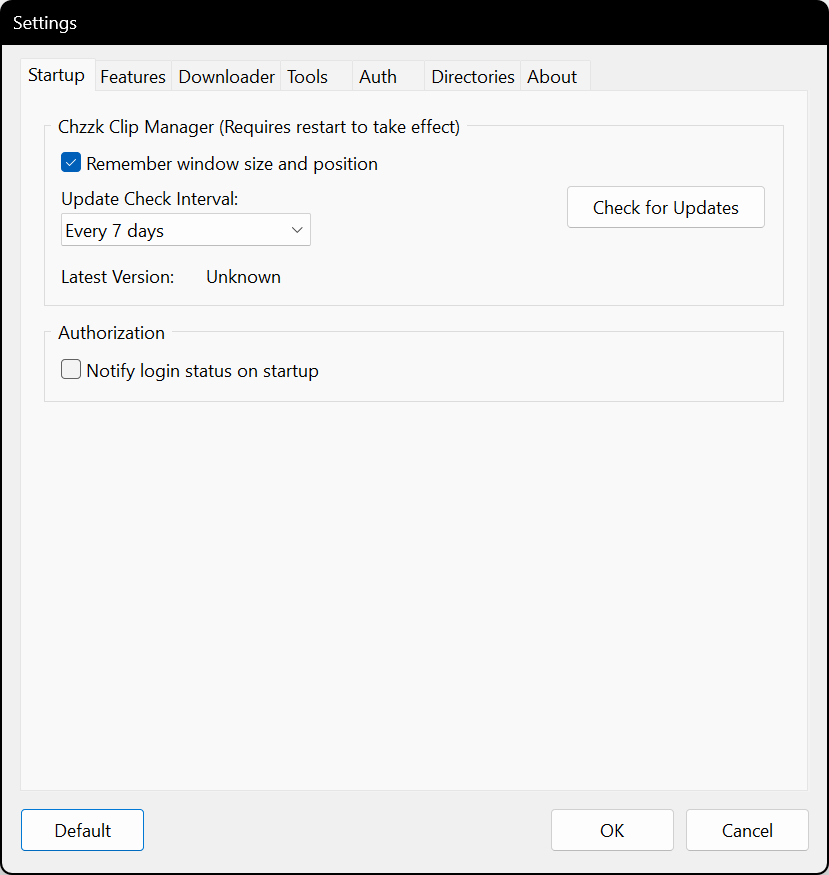 Settings
Startup Features Downloader Tools Auth Directories About
Chzzk Clip Manager (Requires restart to take effect)
Remember window size and position
Update Check Interval:
Check for Updates
Every 7 days
Latest Version: Unknown
Authorization
Notify login status on startup
Default OK Cancel